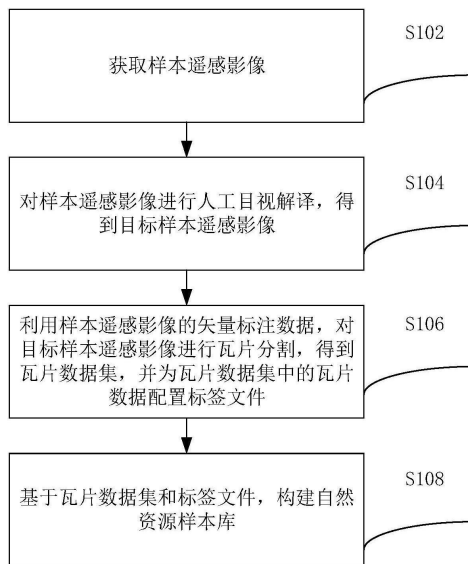 获取样本遥感影像
S102
对样本遥感影像进行人工目视解译，得
到目标样本遥感影像
S104
利用样本遥感影像的矢量标注数据，对
目标样本遥感影像进行瓦片分割，得到
瓦片数据集，并为瓦片数据集中的瓦片
数据配置标签文件
S106
基于瓦片数据集和标签文件，构建自然
资源样本库
S108